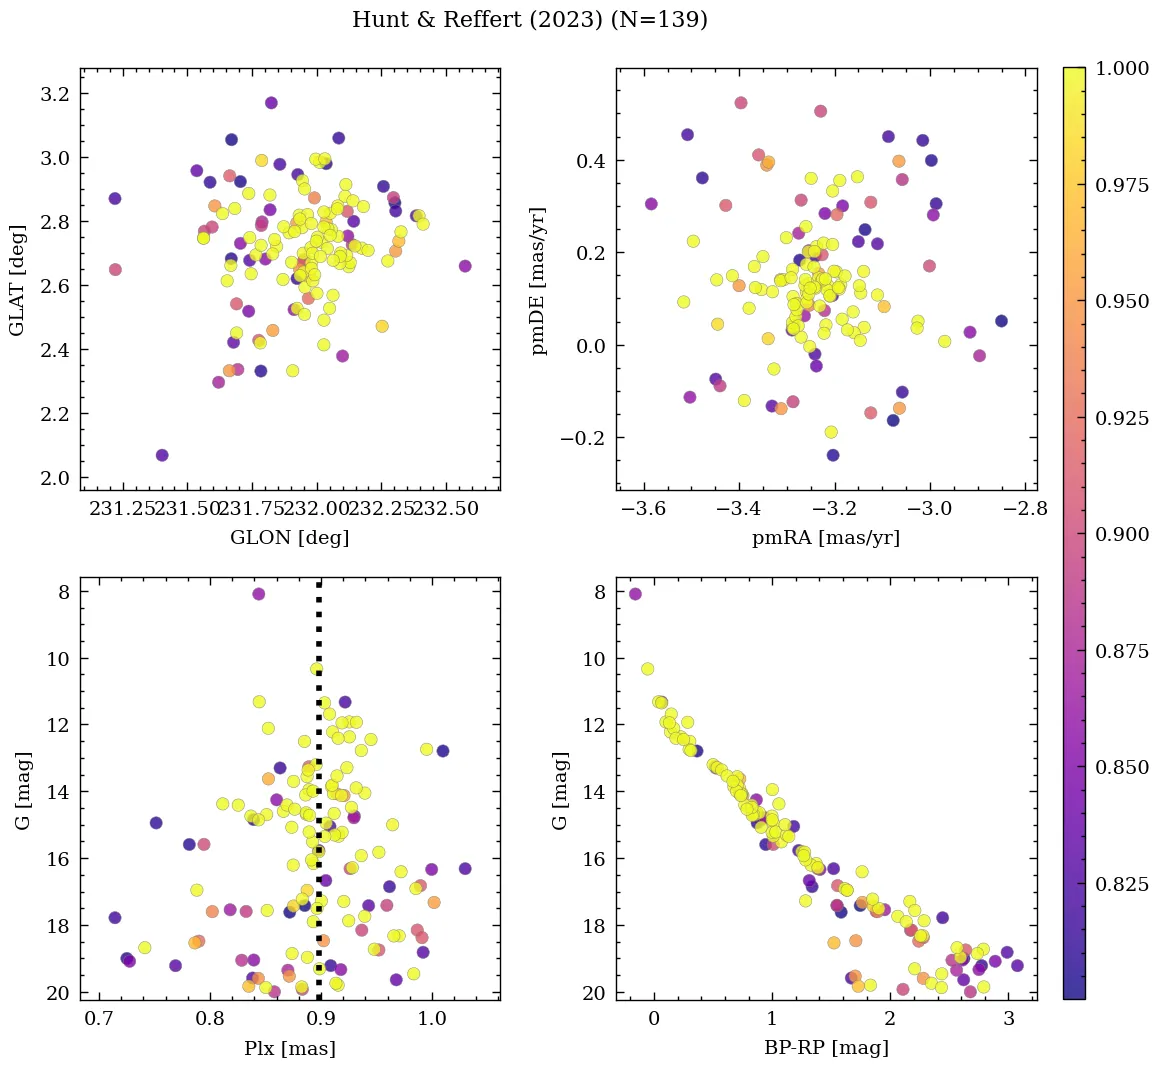 Hunt & Reffert (2023) (N=139)
3.2
3.0
2.8
2.6
2.4
2.2
2.0
GLAT [deg]
231.25 231.50 231.75 232.00 232.25 232.50
GLON [deg]
0.4
0.2
0.0
−0.2
pmDE [mas/yr]
−3.6 −3.4 −3.2 −3.0 −2.8
pmRA [mas/yr]
8
10
12
14
16
18
20
G [mag]
0.7 0.8 0.9 1.0
Plx [mas]
8
10
12
14
16
18
20
G [mag]
0 1 2 3
BP-RP [mag]
1.000
0.975
0.950
0.925
0.900
0.875
0.850
0.825